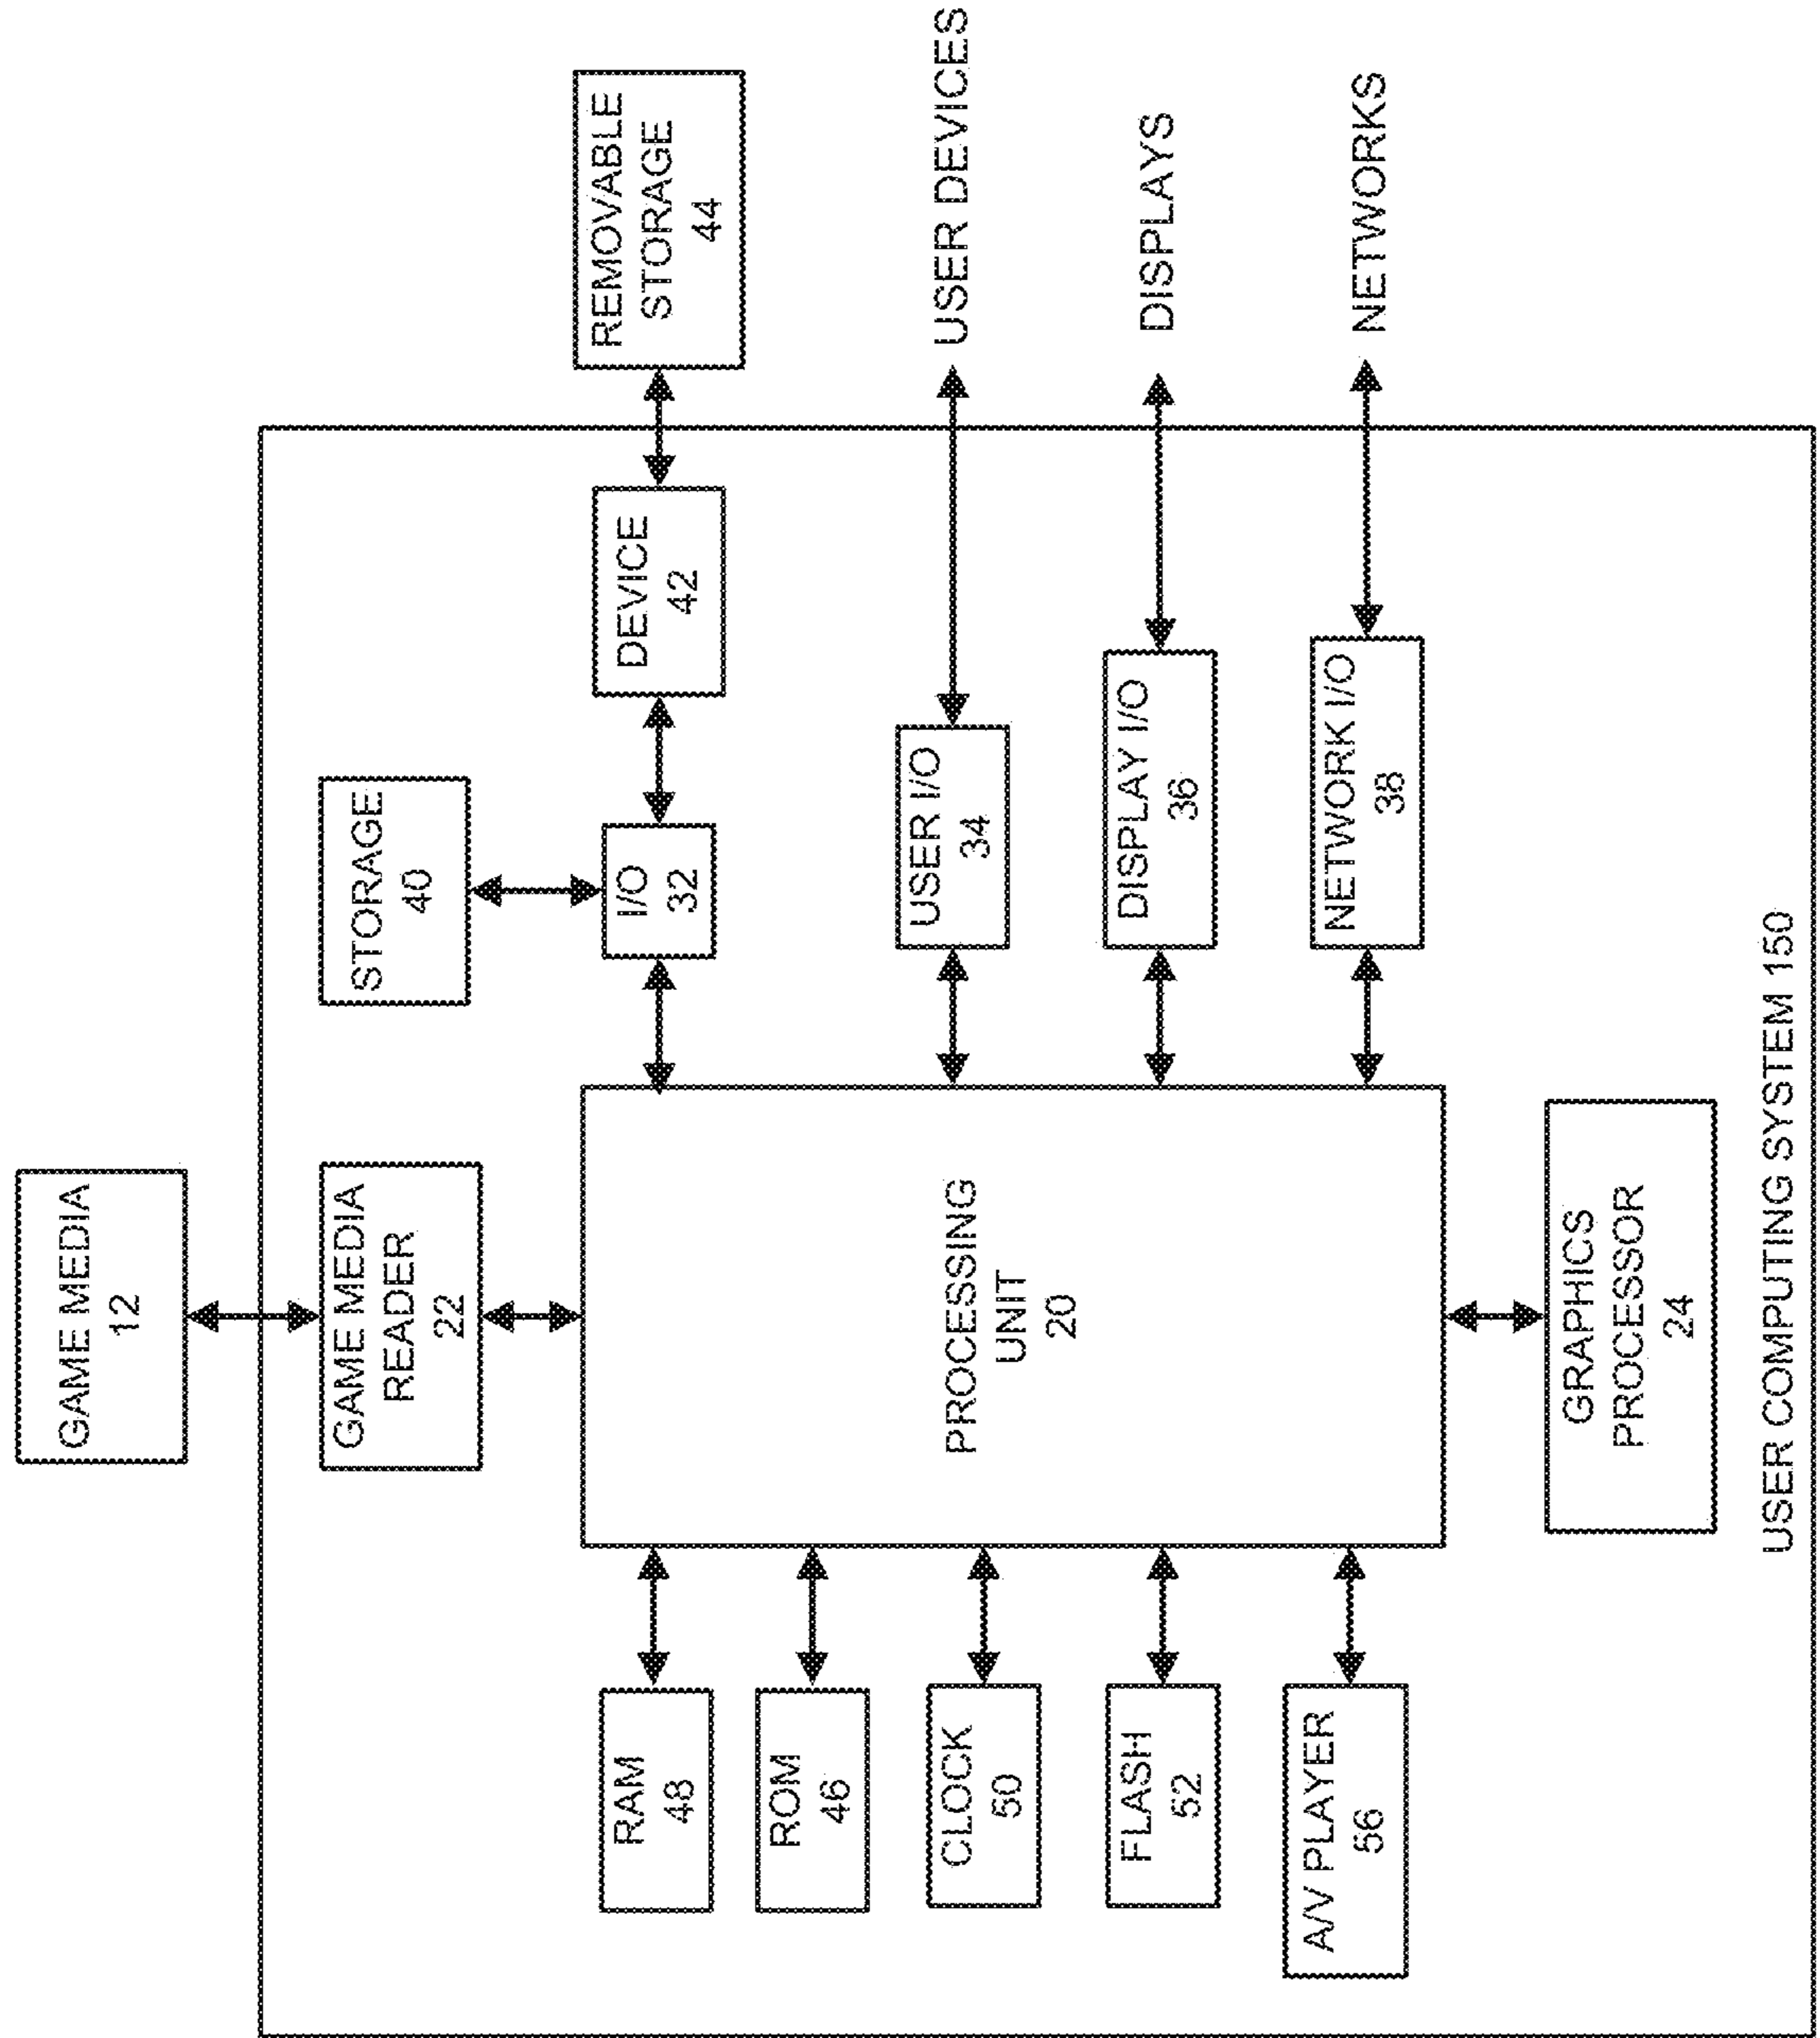 GAME MEDIA
12
GAME MEDIA
READER
22
STORAGE
40
RAM
48
ROM
46
CLOCK
50
FLASH
52
A/V PLAYER
56
PROCESSING
UNIT
20
I/O
32
DEVICE
42
REMOVABLE
STORAGE
44
USER I/O
34
USER DEVICES
DISPLAY I/O
36
DISPLAYS
NETWORK I/O
38
NETWORKS
GRAPHICS
PROCESSOR
24
USER COMPUTING SYSTEM 150